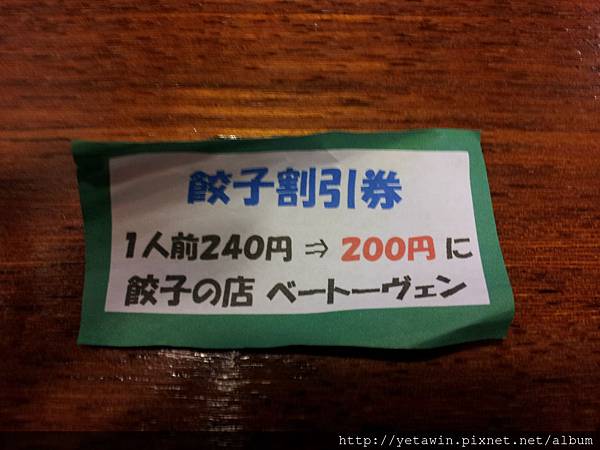 餃子割引券
1人前240円 ⇒ 200円 に
餃子の店 ベートーヴェン
http://yetawin.pixnet.net/album